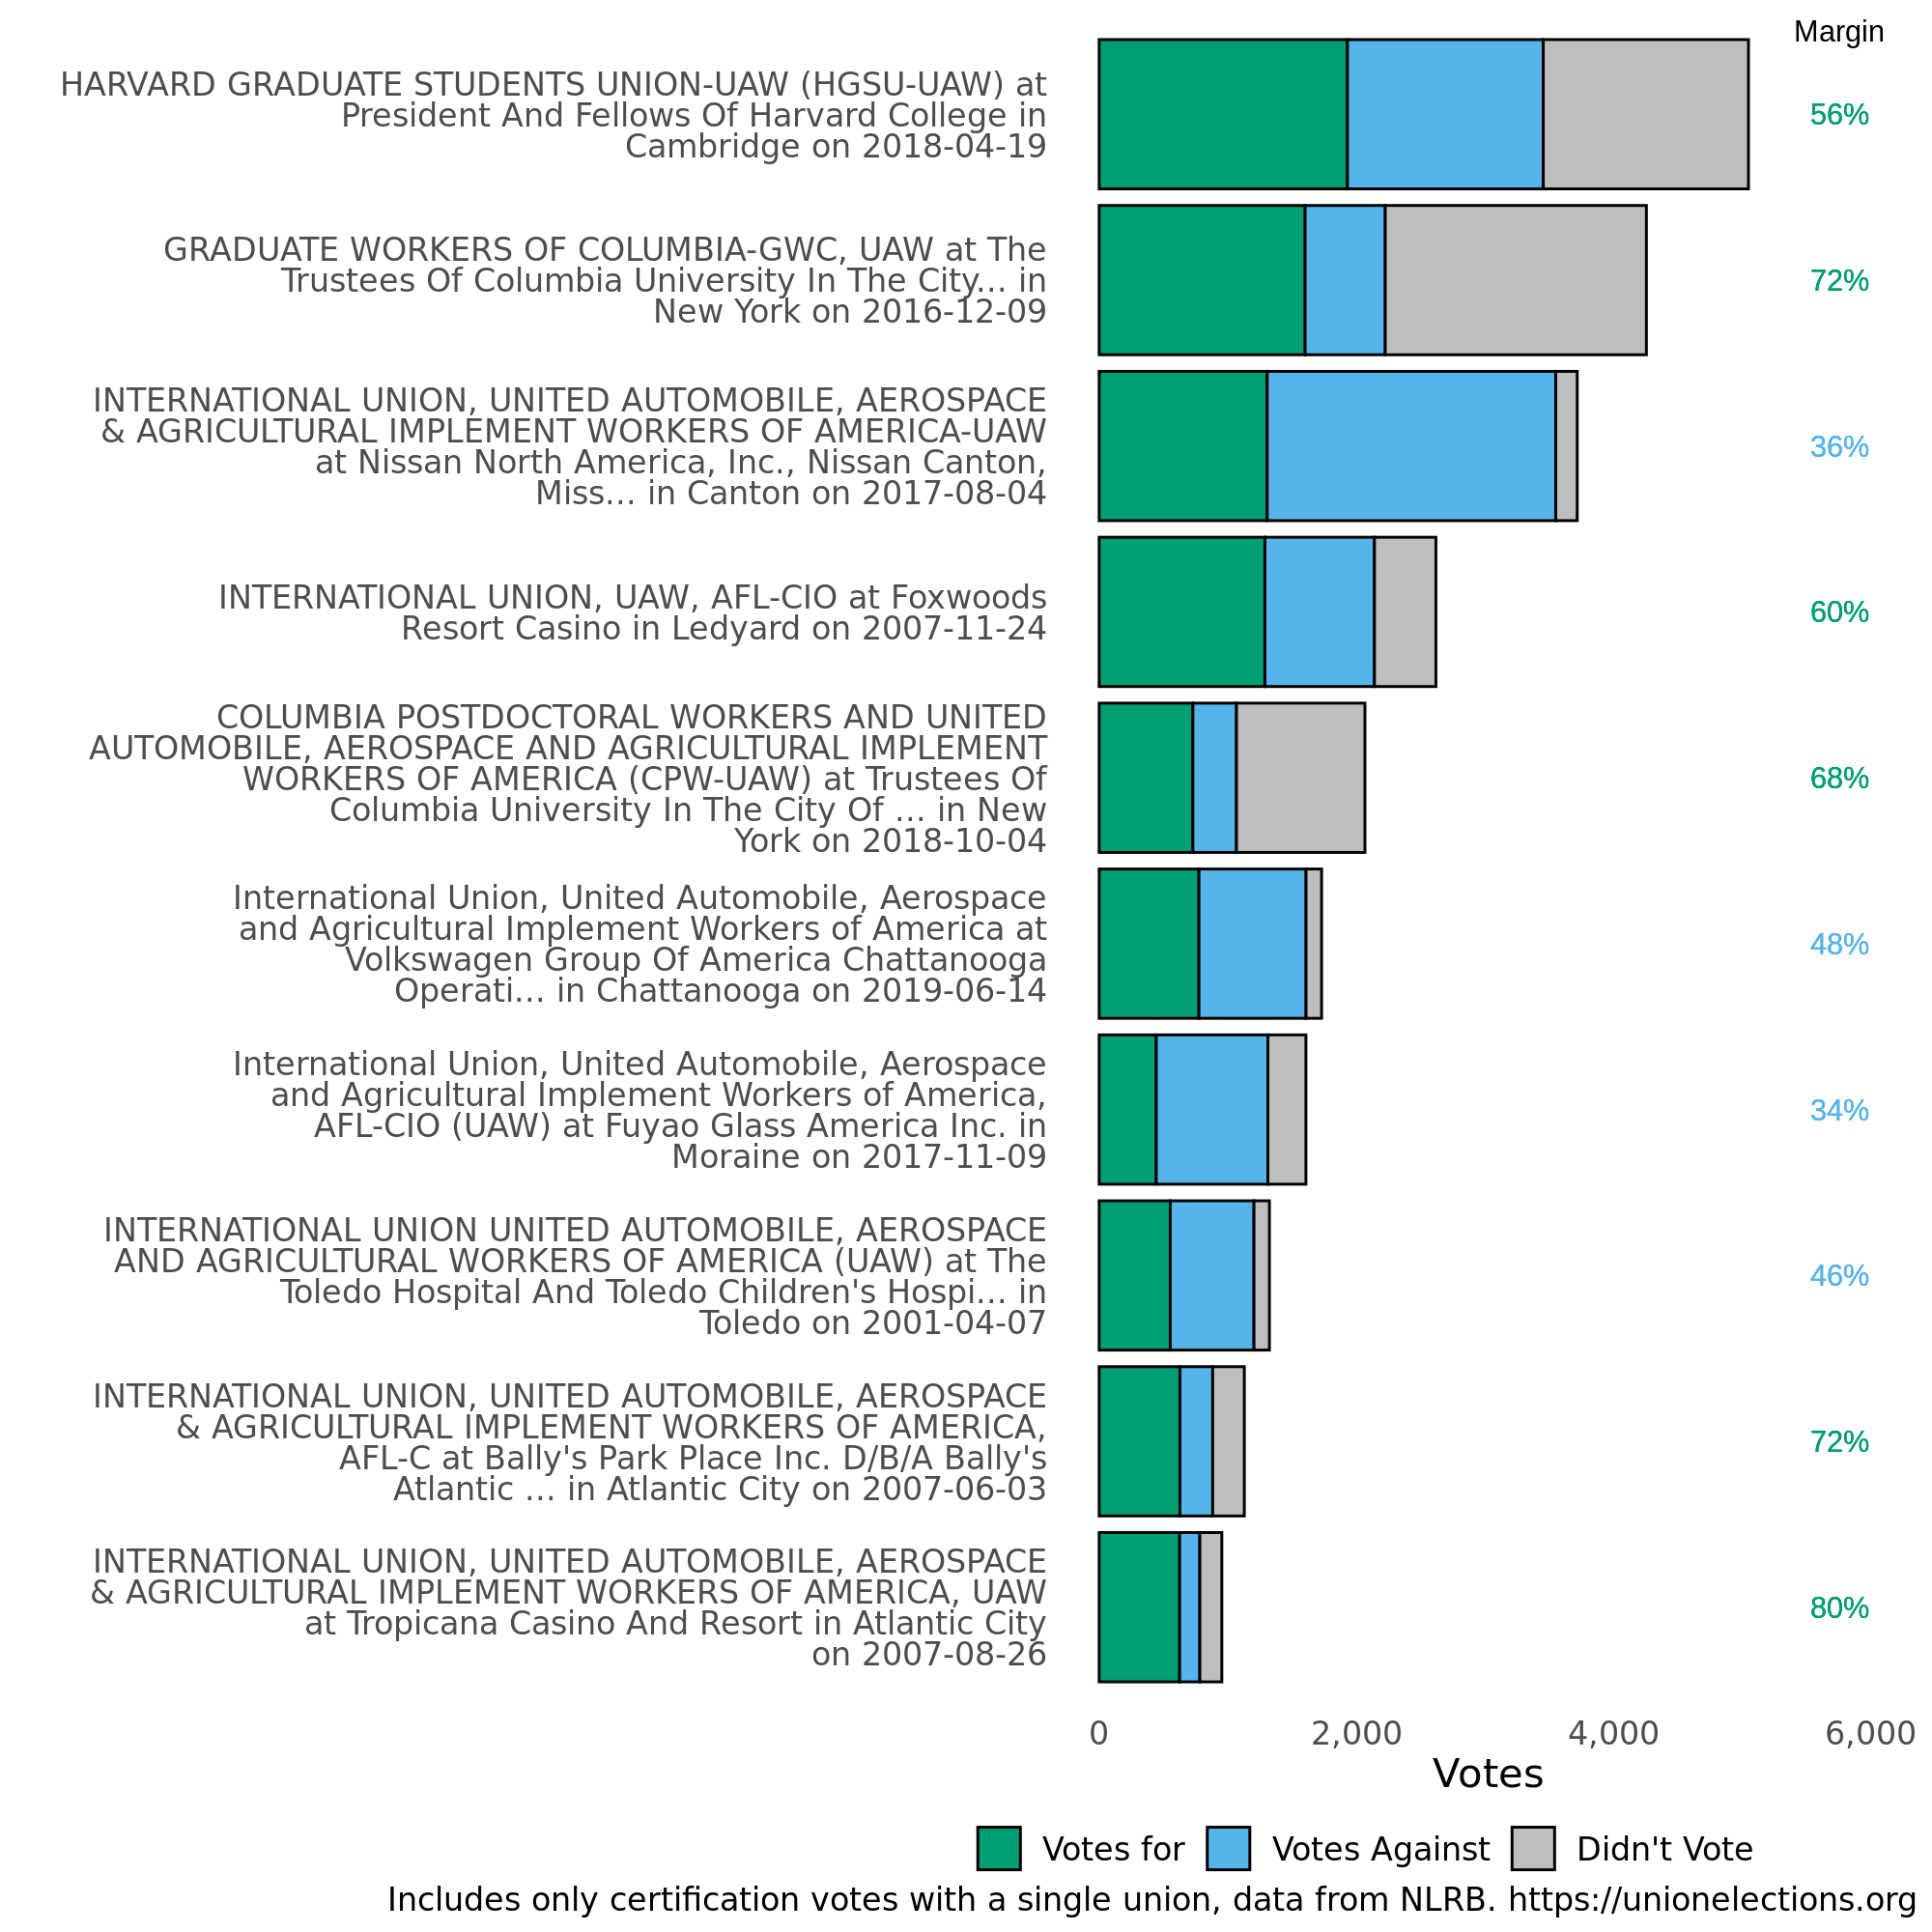 Margin
HARVARD GRADUATE STUDENTS UNION-UAW (HGSU-UAW) at
President And Fellows Of Harvard College in
Cambridge on 2018-04-19
56%
GRADUATE WORKERS OF COLUMBIA-GWC, UAW at The
Trustees Of Columbia University In The City... in
New York on 2016-12-09
72%
INTERNATIONAL UNION, UNITED AUTOMOBILE, AEROSPACE
& AGRICULTURAL IMPLEMENT WORKERS OF AMERICA-UAW
at Nissan North America, Inc., Nissan Canton,
Miss... in Canton on 2017-08-04
36%
INTERNATIONAL UNION, UAW, AFL-CIO at Foxwoods
Resort Casino in Ledyard on 2007-11-24
60%
COLUMBIA POSTDOCTORAL WORKERS AND UNITED
AUTOMOBILE, AEROSPACE AND AGRICULTURAL IMPLEMENT
WORKERS OF AMERICA (CPW-UAW) at Trustees Of
Columbia University In The City Of ... in New
York on 2018-10-04
68%
International Union, United Automobile, Aerospace
and Agricultural Implement Workers of America at
Volkswagen Group Of America Chattanooga
Operati... in Chattanooga on 2019-06-14
48%
International Union, United Automobile, Aerospace
and Agricultural Implement Workers of America,
AFL-CIO (UAW) at Fuyao Glass America Inc. in
Moraine on 2017-11-09
34%
INTERNATIONAL UNION UNITED AUTOMOBILE, AEROSPACE
AND AGRICULTURAL WORKERS OF AMERICA (UAW) at The
Toledo Hospital And Toledo Children's Hospi... in
Toledo on 2001-04-07
46%
INTERNATIONAL UNION, UNITED AUTOMOBILE, AEROSPACE
& AGRICULTURAL IMPLEMENT WORKERS OF AMERICA,
AFL-C at Bally's Park Place Inc. D/B/A Bally's
Atlantic ... in Atlantic City on 2007-06-03
72%
INTERNATIONAL UNION, UNITED AUTOMOBILE, AEROSPACE
& AGRICULTURAL IMPLEMENT WORKERS OF AMERICA, UAW
at Tropicana Casino And Resort in Atlantic City
on 2007-08-26
80%
0 2,000 4,000 6,000
Votes
Votes for Votes Against Didn't Vote
Includes only certification votes with a single union, data from NLRB. https://unionelections.org